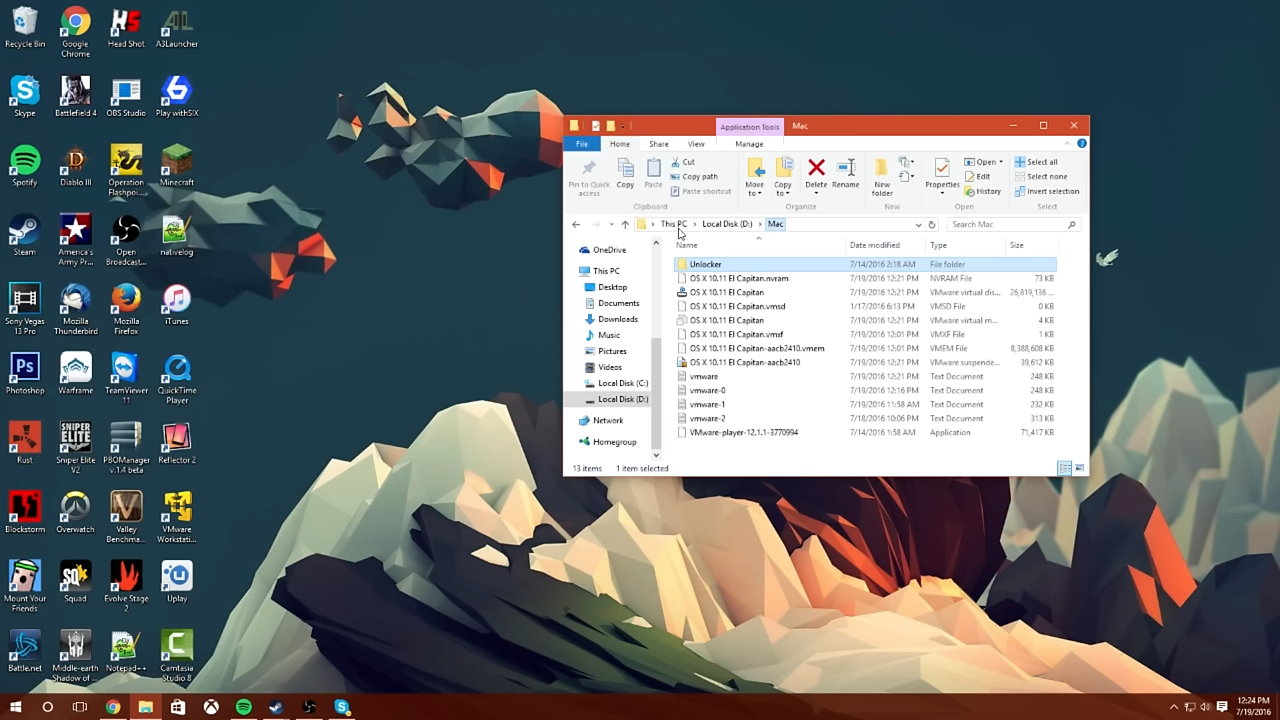 Recycle Bin
Google Chrome
Head Shot
A3Launcher
Skype
Battlefield 4
OBS Studio
Play withSIX
Spotify
Diablo III
Operation Flashpoi...
Minecraft
Steam
America's Army Pr...
Open Broadcast...
nativelog
Sony Vegas 13 Pro
Mozilla Thunderbird
Mozilla Firefox
iTunes
Photoshop
Warframe
TeamViewer 11
QuickTime Player
Rust
Sniper Elite V2
PBOManager v.1.4 beta
Reflector 2
Blockstorm
Overwatch
Valley Benchma...
VMware Workstati...
Mount Your Friends
Squad
Evolve Stage 2
Uplay
Battle.net
Middle-earth Shadow of ...
Notepad++
Camtasia Studio 8
Application Tools Mac
File Home Share View Manage
Pin to Quick access
Copy
Paste
Cut
Copy path
Paste shortcut
Move to
Copy to
Delete
Rename
New folder
Properties
Open
Edit
History
Select all
Select none
Invert selection
Clipboard Organize New Open Select
This PC > Local Disk (D:) > Mac
Search Mac
Name Date modified Type Size
OneDrive
This PC
Desktop
Documents
Downloads
Music
Pictures
Videos
Local Disk (C:)
Local Disk (D:)
Network
Homegroup
Unlocker 7/14/2016 2:18 AM File folder
OS X 10.11 El Capitan.nvram 7/19/2016 12:21 PM NVRAM File 73 KB
OS X 10.11 El Capitan 7/19/2016 12:21 PM VMware virtual dis... 26,819,136 ...
OS X 10.11 El Capitan.vmsd 1/17/2016 6:13 PM VMSD File 0 KB
OS X 10.11 El Capitan 7/19/2016 12:21 PM VMware virtual m... 4 KB
OS X 10.11 El Capitan.vmxf 7/19/2016 12:01 PM VMXF File 1 KB
OS X 10.11 El Capitan-aacb2410.vmem 7/19/2016 12:01 PM VMEM File 8,388,608 KB
OS X 10.11 El Capitan-aacb2410 7/19/2016 12:21 PM VMware suspende... 39,612 KB
vmware 7/19/2016 12:21 PM Text Document 248 KB
vmware-0 7/19/2016 12:16 PM Text Document 248 KB
vmware-1 7/19/2016 11:58 AM Text Document 232 KB
vmware-2 7/18/2016 10:06 PM Text Document 313 KB
VMware-player-12.1.1-3770994 7/14/2016 1:58 AM Application 71,417 KB
13 items 1 item selected
12:24 PM
7/19/2016